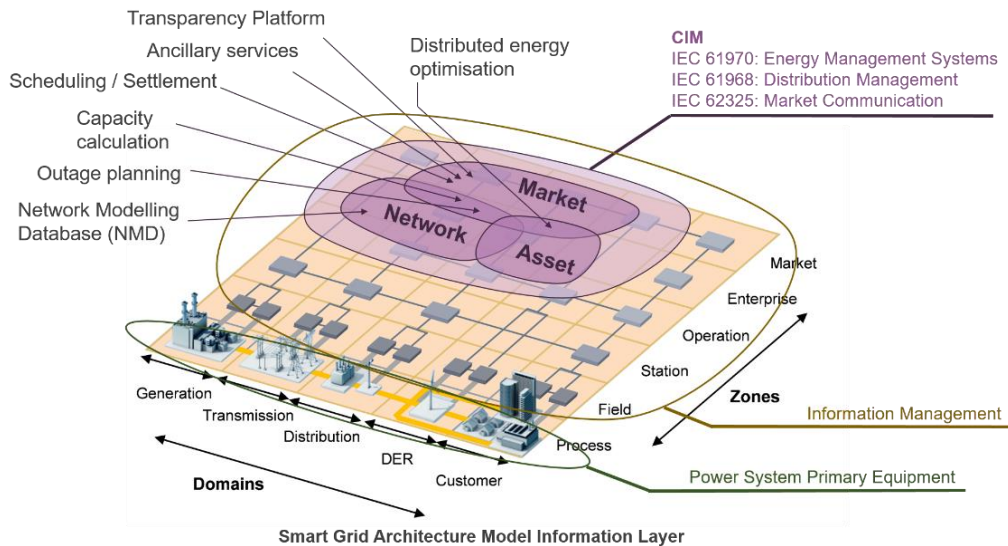 Transparency Platform
Ancillary services
Scheduling / Settlement
Capacity
calculation
Outage planning
Network Modelling
Database (NMD)
Distributed energy
optimisation
CIM
IEC 61970: Energy Management Systems
IEC 61968: Distribution Management
IEC 62325: Market Communication
Market
Network
Asset
Market
Enterprise
Operation
Station
Field
Process
Zones
Information Management
Power System Primary Equipment
Generation
Transmission
Distribution
DER
Customer
Domains
Smart Grid Architecture Model Information Layer